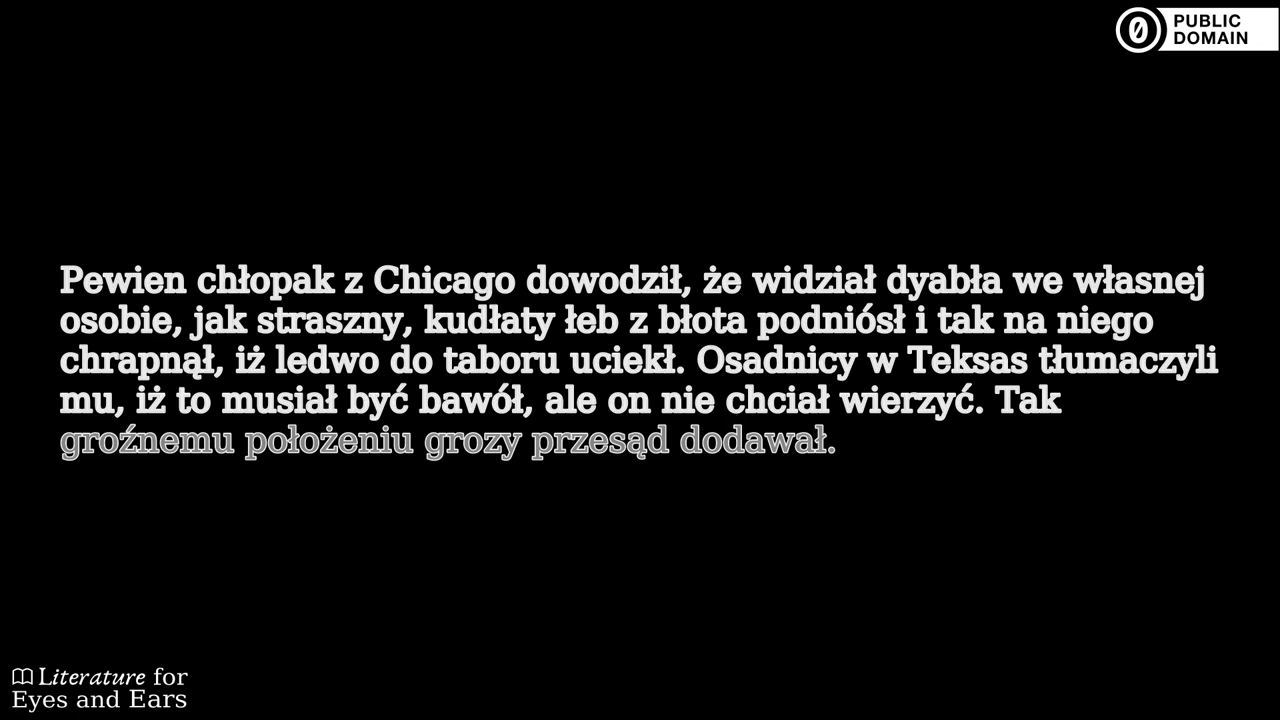 PUBLIC
DOMAIN
Pewien chłopak z Chicago dowodził, że widział dyabła we własnej
osobie, jak straszny, kudłaty łeb z błota podniósł i tak na niego
chrapnął, iż ledwo do taboru uciekł. Osadnicy w Teksas tłumaczyli
mu, iż to musiał być bawół, ale on nie chciał wierzyć. Tak
groźnemu położeniu grozy przesąd dodawał.
Literature for
Eyes and Ears